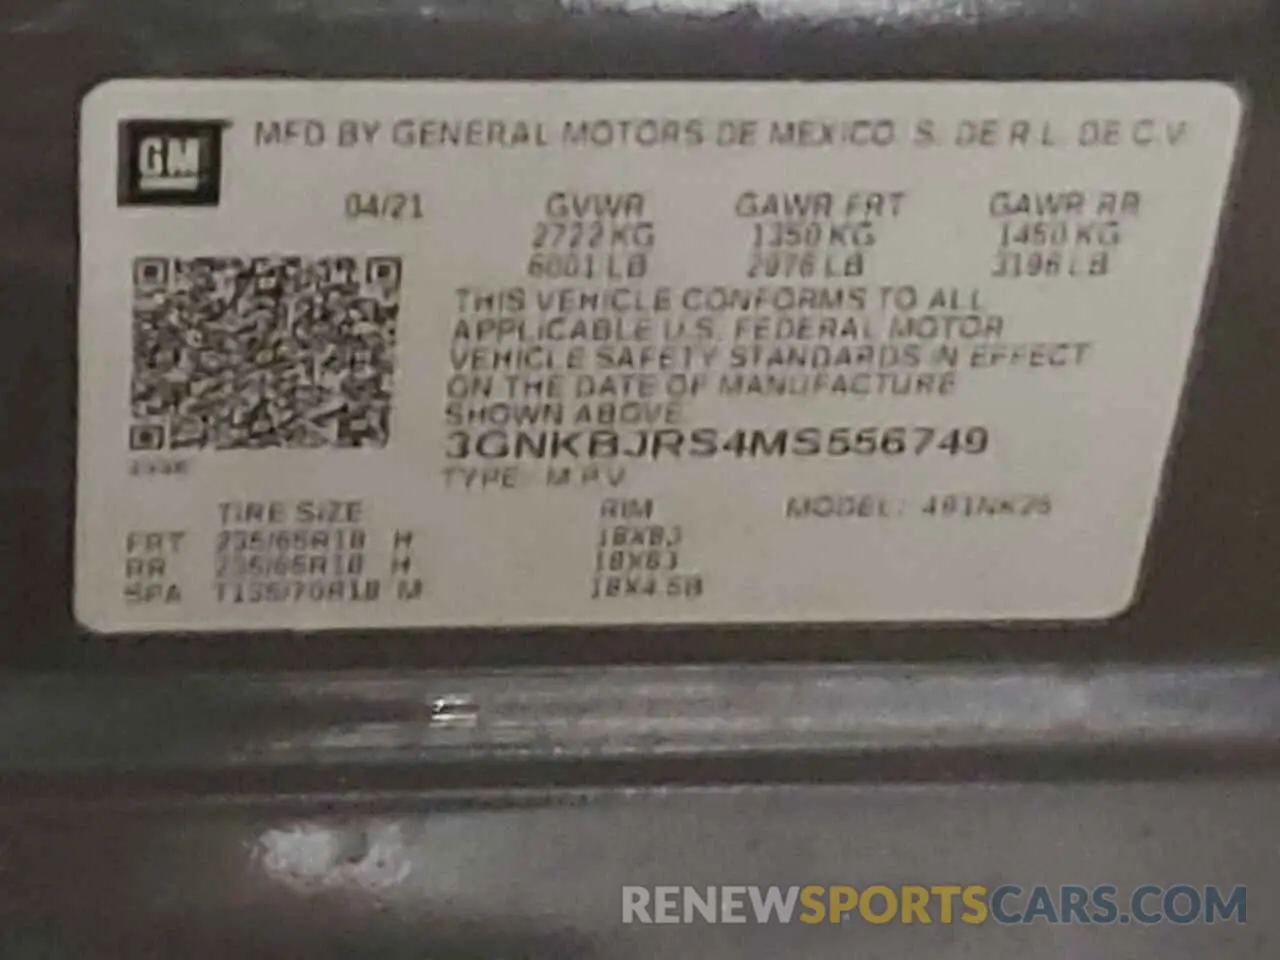 GM
MFD BY GENERAL MOTORS DE MEXICO S. DE R.L. DE C.V.
04/21 GVWR GAWR FRT GAWR RR
2722 KG 1350 KG 1450 KG
6001 LB 2976 LB 3196 LB
THIS VEHICLE CONFORMS TO ALL
APPLICABLE U.S. FEDERAL MOTOR
VEHICLE SAFETY STANDARDS IN EFFECT
ON THE DATE OF MANUFACTURE
SHOWN ABOVE
3GNKBJRS4MS556749
TYPE: M.P.V.
TIRE SIZE RIM MODEL:
FRT 235/65R18 H 18X8J
RR 235/65R18 H 18X8J
SPA T135/70R18 M 18X4.5B
RENEWSPORTSCARS.COM